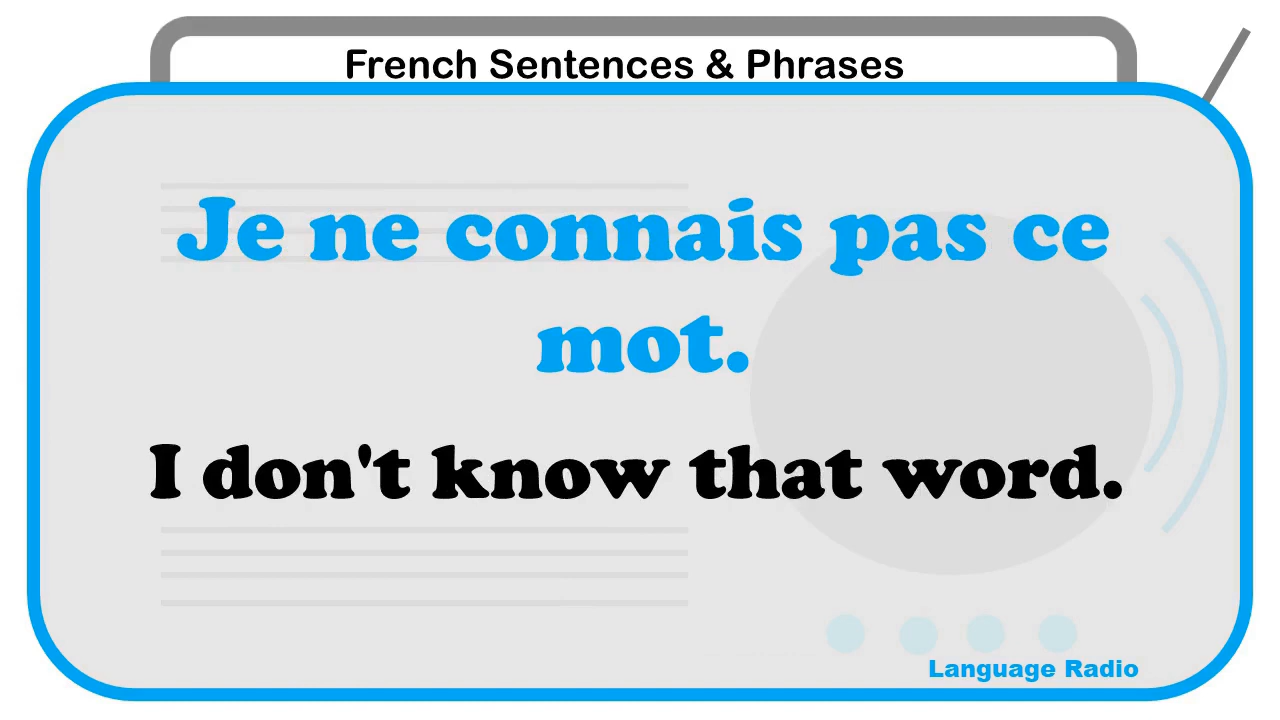 French Sentences & Phrases
Je ne connais pas ce
mot.
I don't know that word.
Language Radio